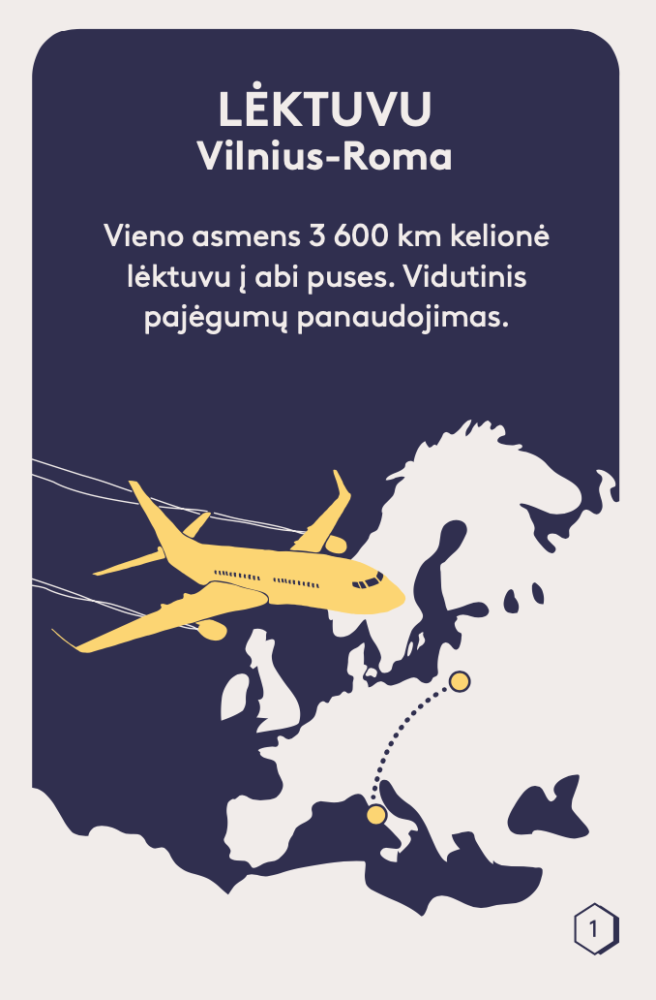 LĖKTUVU
Vilnius-Roma
Vieno asmens 3 600 km kelionė
lėktuvu į abi puses. Vidutinis
pajėgumų panaudojimas.
1